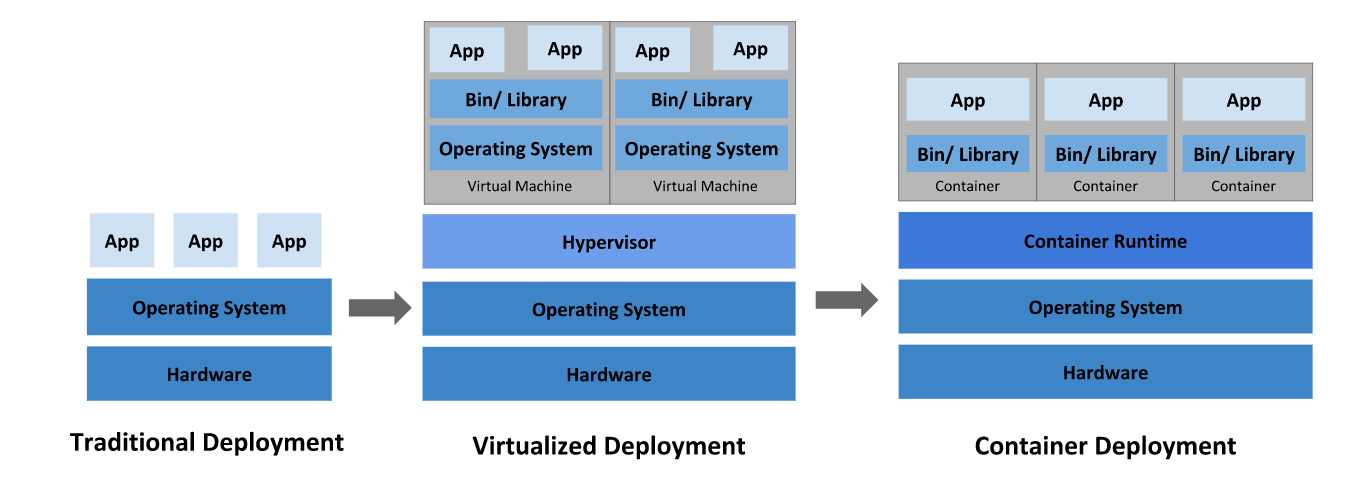 App App App
Operating System
Hardware
Traditional Deployment
App App App App
Bin/ Library Bin/ Library
Operating System Operating System
Virtual Machine Virtual Machine
Hypervisor
Operating System
Hardware
Virtualized Deployment
App App App
Bin/ Library Bin/ Library Bin/ Library
Container Container Container
Container Runtime
Operating System
Hardware
Container Deployment